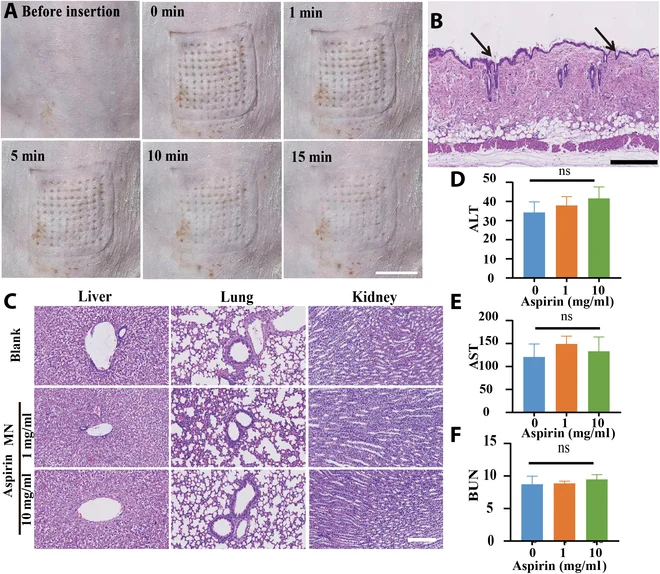 A
Before insertion
0 min
1 min
5 min
10 min
15 min
B
C
Liver
Lung
Kidney
Blank
Aspirin MN
1 mg/ml
10 mg/ml
D
ns
50
40
30
20
10
0
ALT
0
1
10
Aspirin (mg/ml)
E
ns
200
150
100
50
0
AST
0
1
10
Aspirin (mg/ml)
F
ns
15
10
5
0
BUN
0
1
10
Aspirin (mg/ml)